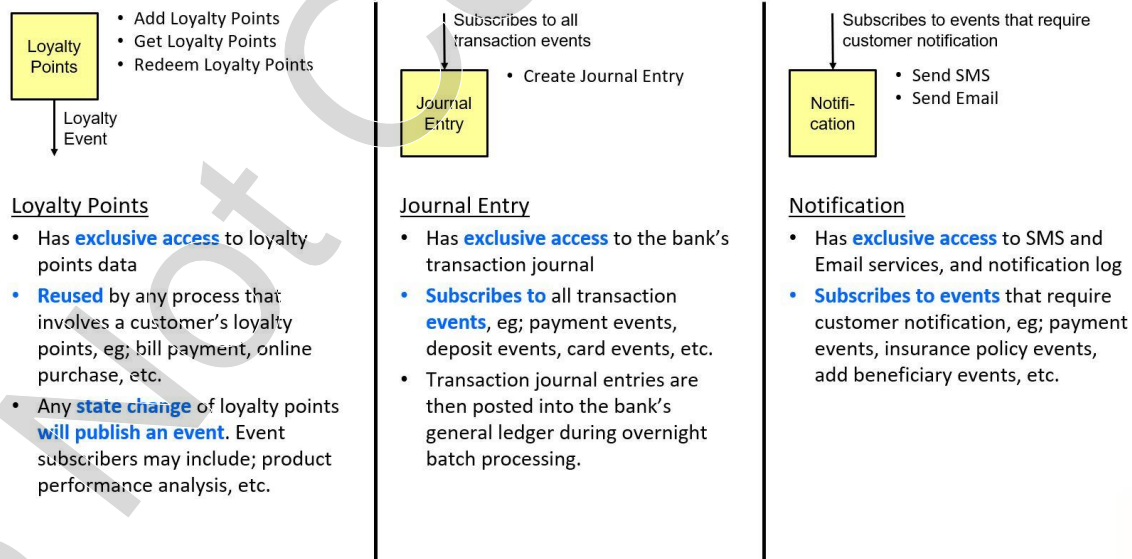 Loyalty
Points
• Add Loyalty Points
• Get Loyalty Points
• Redeem Loyalty Points
Loyalty
Event
Loyalty Points
• Has exclusive access to loyalty
points data
• Reused by any process that
involves a customer's loyalty
points, eg; bill payment, online
purchase, etc.
• Any state change of loyalty points
will publish an event. Event
subscribers may include; product
performance analysis, etc.
Subscribes to all
transaction events
Journal
Entry
• Create Journal Entry
Journal Entry
• Has exclusive access to the bank's
transaction journal
• Subscribes to all transaction
events, eg; payment events,
deposit events, card events, etc.
• Transaction journal entries are
then posted into the bank's
general ledger during overnight
batch processing.
Subscribes to events that require
customer notification
Notifi-
cation
• Send SMS
• Send Email
Notification
• Has exclusive access to SMS and
Email services, and notification log
• Subscribes to events that require
customer notification, eg; payment
events, insurance policy events,
add beneficiary events, etc.
Not